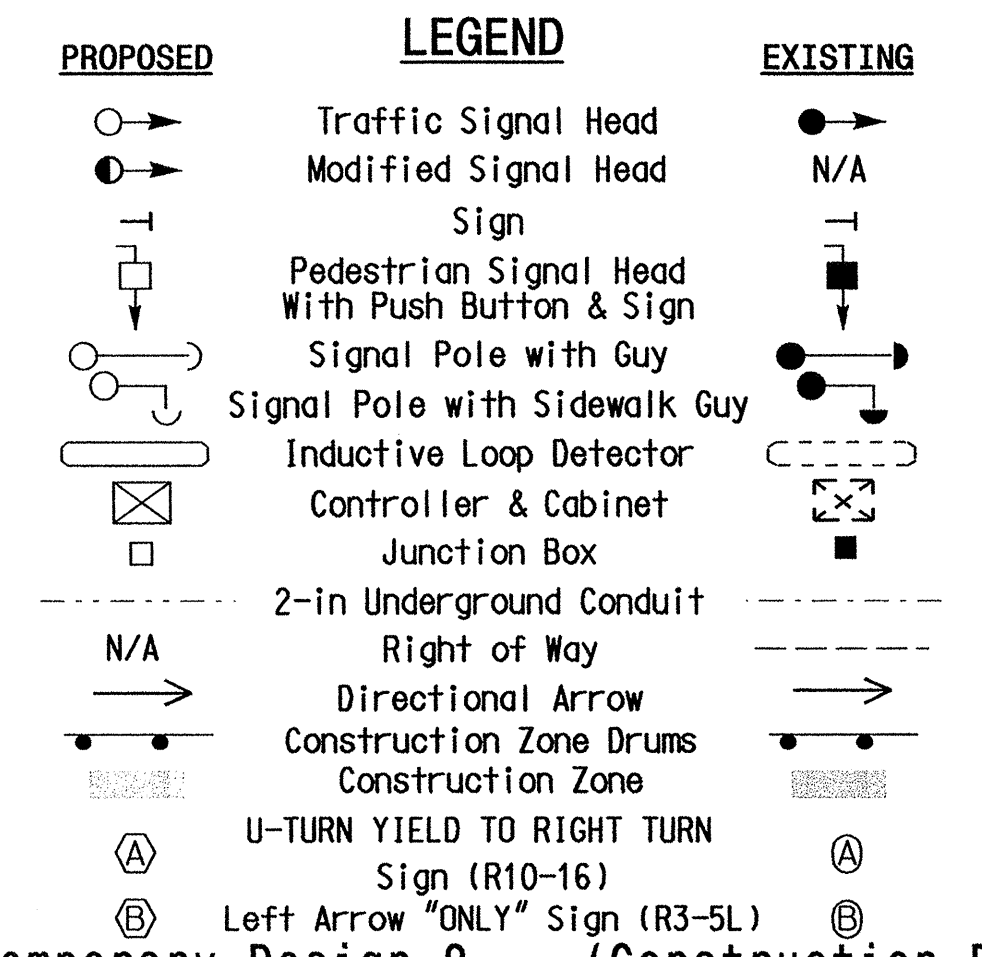 LEGEND
PROPOSED EXISTING
Traffic Signal Head
Modified Signal Head N/A
Sign
Pedestrian Signal Head
With Push Button & Sign
Signal Pole with Guy
Signal Pole with Sidewalk Guy
Inductive Loop Detector
Controller & Cabinet
Junction Box
2-in Underground Conduit
N/A Right of Way
Directional Arrow
Construction Zone Drums
Construction Zone
U-TURN YIELD TO RIGHT TURN
A Sign (R10-16) A
B Left Arrow "ONLY" Sign (R3-5L) B
Design (Construction